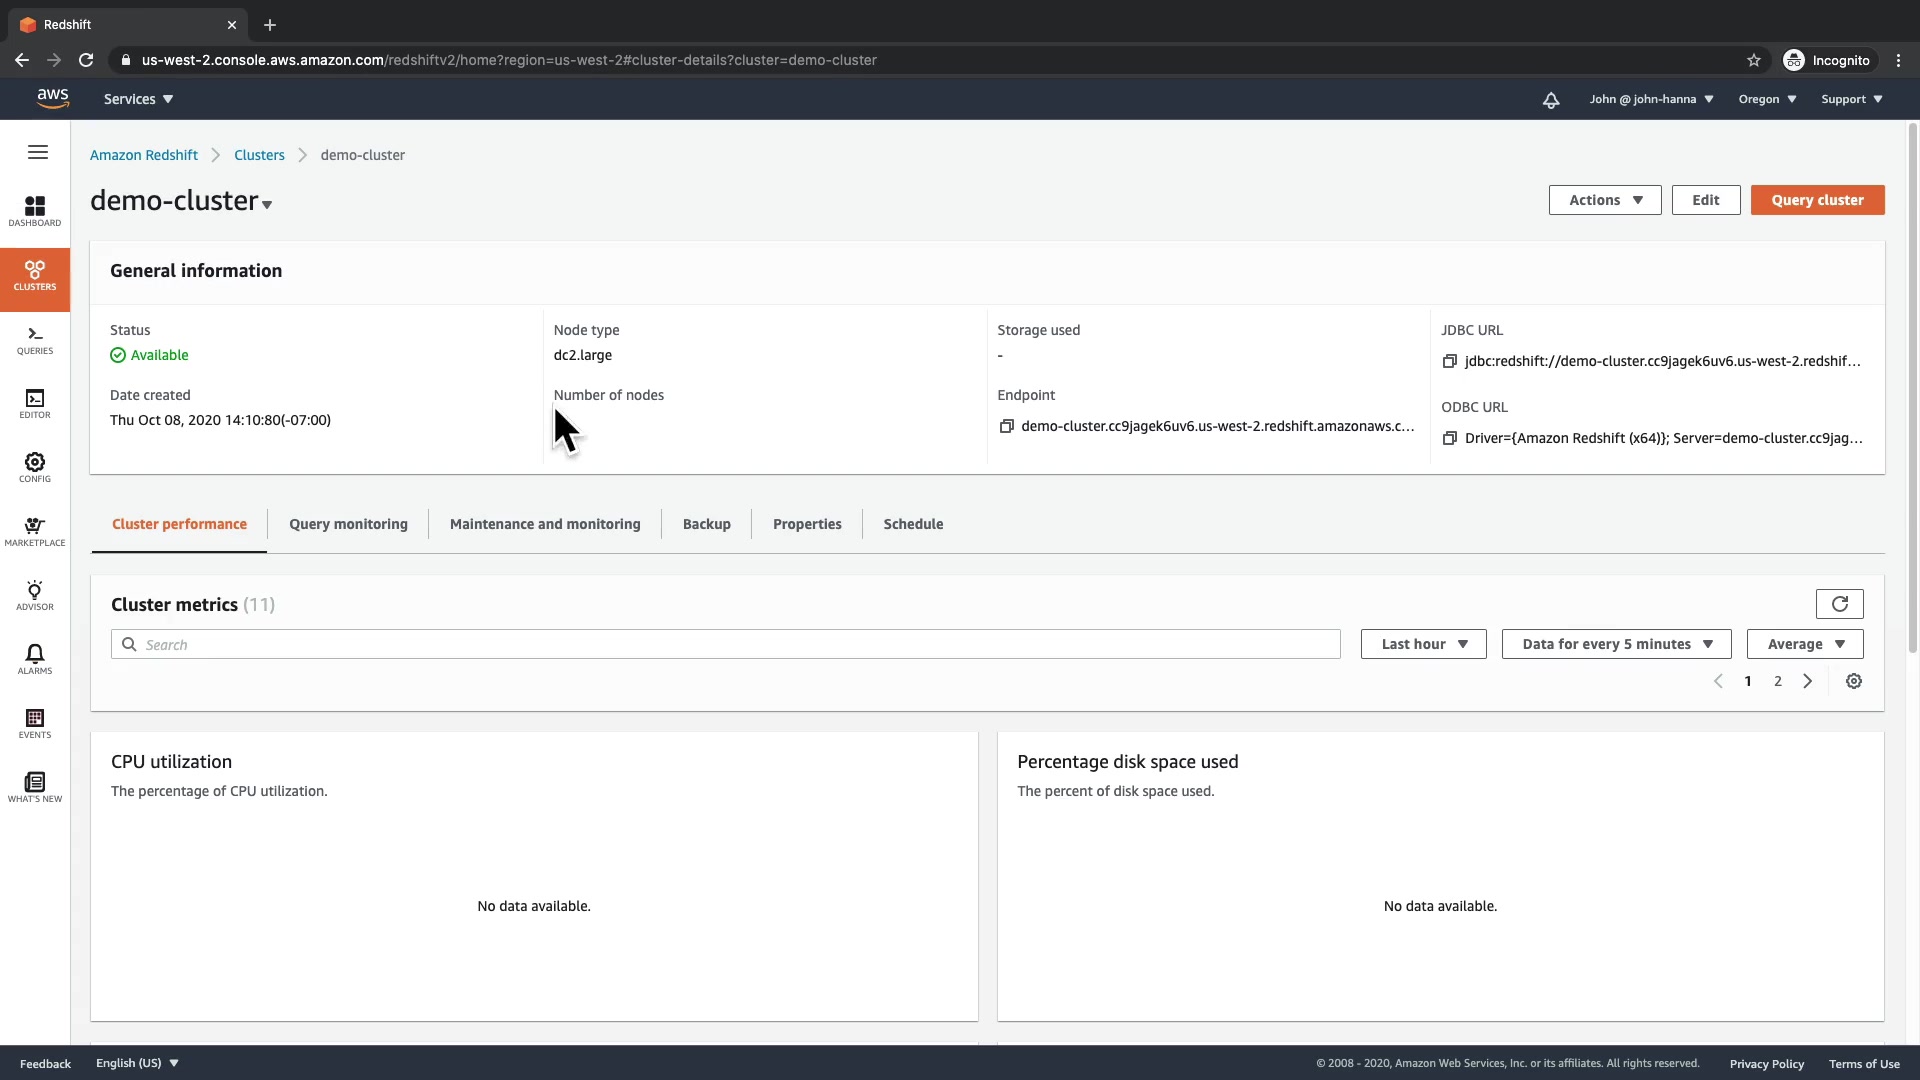 Redshift
us-west-2.console.aws.amazon.com/redshiftv2/home?region=us-west-2#cluster-details?cluster=demo-cluster
Incognito
aws
Services
John @ john-hanna
Oregon
Support
Amazon Redshift
Clusters
demo-cluster
DASHBOARD
CLUSTERS
QUERIES
EDITOR
CONFIG
MARKETPLACE
ADVISOR
ALARMS
EVENTS
WHAT'S NEW
demo-cluster
Actions
Edit
Query cluster
General information
Status
Available
Date created
Thu Oct 08, 2020 14:10:80(-07:00)
Node type
dc2.large
Number of nodes
Storage used
-
Endpoint
demo-cluster.cc9jagek6uv6.us-west-2.redshift.amazonaws.c...
JDBC URL
jdbc:redshift://demo-cluster.cc9jagek6uv6.us-west-2.redshif...
ODBC URL
Driver={Amazon Redshift (x64)}; Server=demo-cluster.cc9jag...
Cluster performance
Query monitoring
Maintenance and monitoring
Backup
Properties
Schedule
Cluster metrics (11)
Search
Last hour
Data for every 5 minutes
Average
1
2
CPU utilization
The percentage of CPU utilization.
No data available.
Percentage disk space used
The percent of disk space used.
No data available.
Feedback
English (US)
© 2008 - 2020, Amazon Web Services, Inc. or its affiliates. All rights reserved.
Privacy Policy
Terms of Use